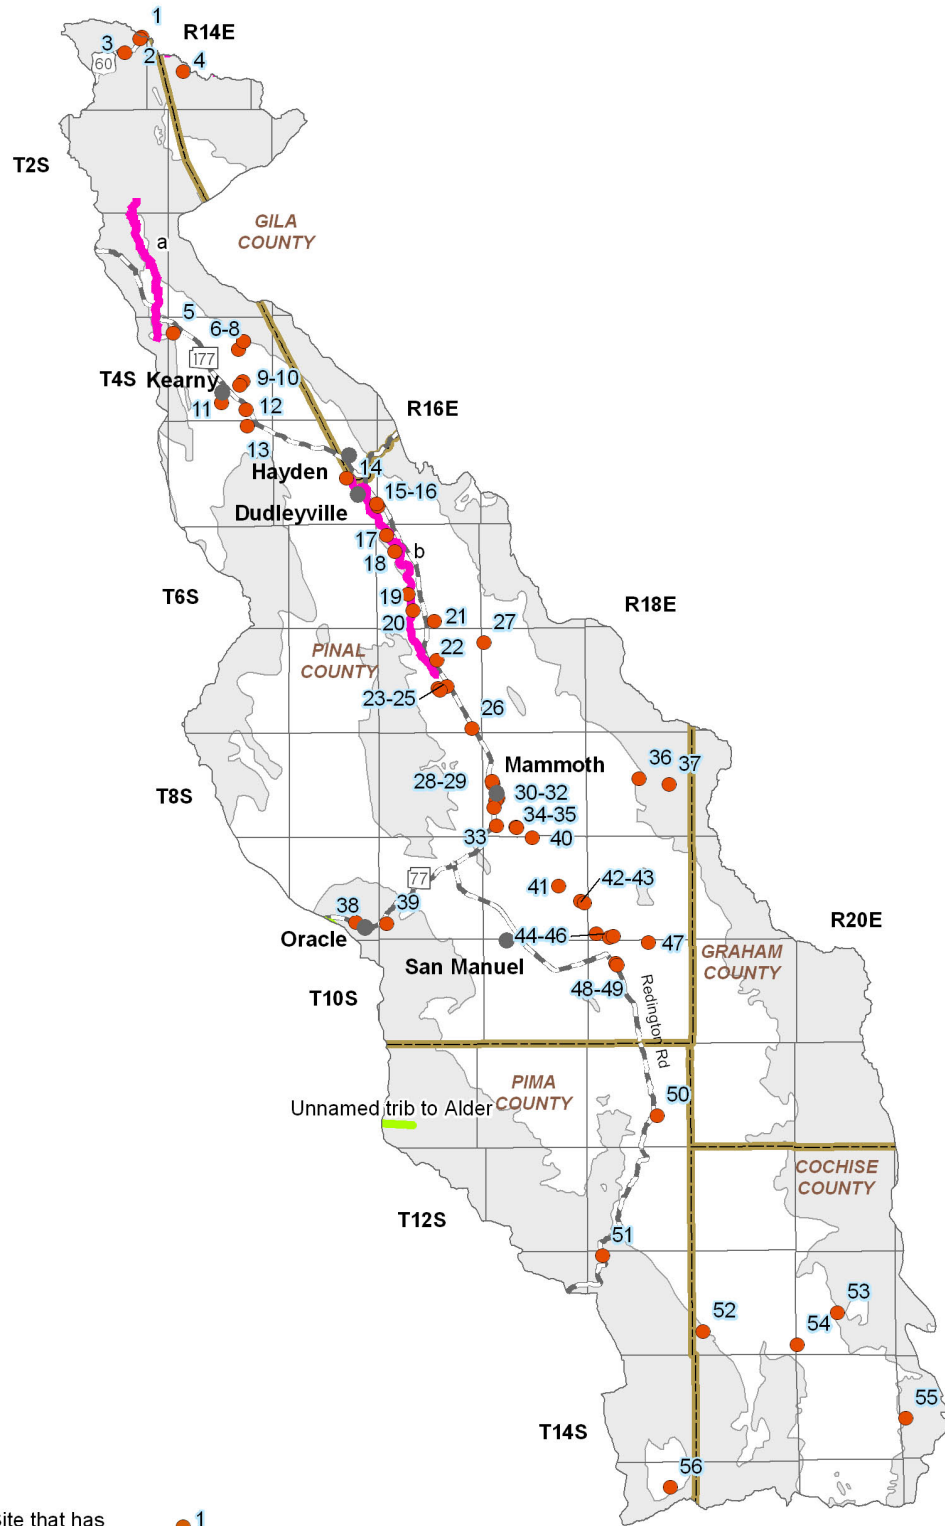 1
R14E
3
2
60
4
T2S
GILA
COUNTY
a
5
6-8
177
T4S
Kearny
9-10
11
12
R16E
13
14
Hayden
15-16
Dudleyville
17
b
18
T6S
19
R18E
20
21
27
PINAL
COUNTY
22
23-25
26
Mammoth
36
37
28-29
30-32
T8S
34-35
33
40
77
41
42-43
38
39
R20E
Oracle
44-46
47
San Manuel
GRAHAM
COUNTY
T10S
48-49
Redington Rd
PIMA
COUNTY
Unnamed trib to Alder
50
COCHISE
COUNTY
T12S
51
53
52
54
55
T14S
56
ite that has
1